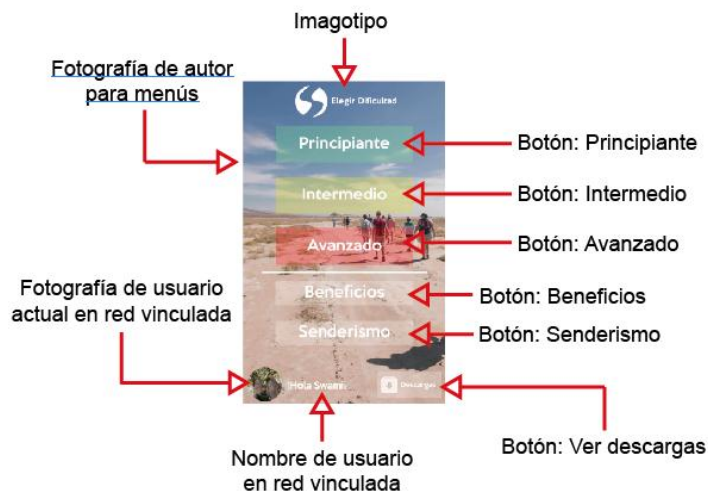 Imagotipo
Fotografía de autor
para menús
Elegir Dificultad
Principiante
Botón: Principiante
Intermedio
Botón: Intermedio
Avanzado
Botón: Avanzado
Fotografía de usuario
actual en red vinculada
Beneficios
Botón: Beneficios
Senderismo
Botón: Senderismo
¡Hola Swami!
Descargas
Nombre de usuario
en red vinculada
Botón: Ver descargas